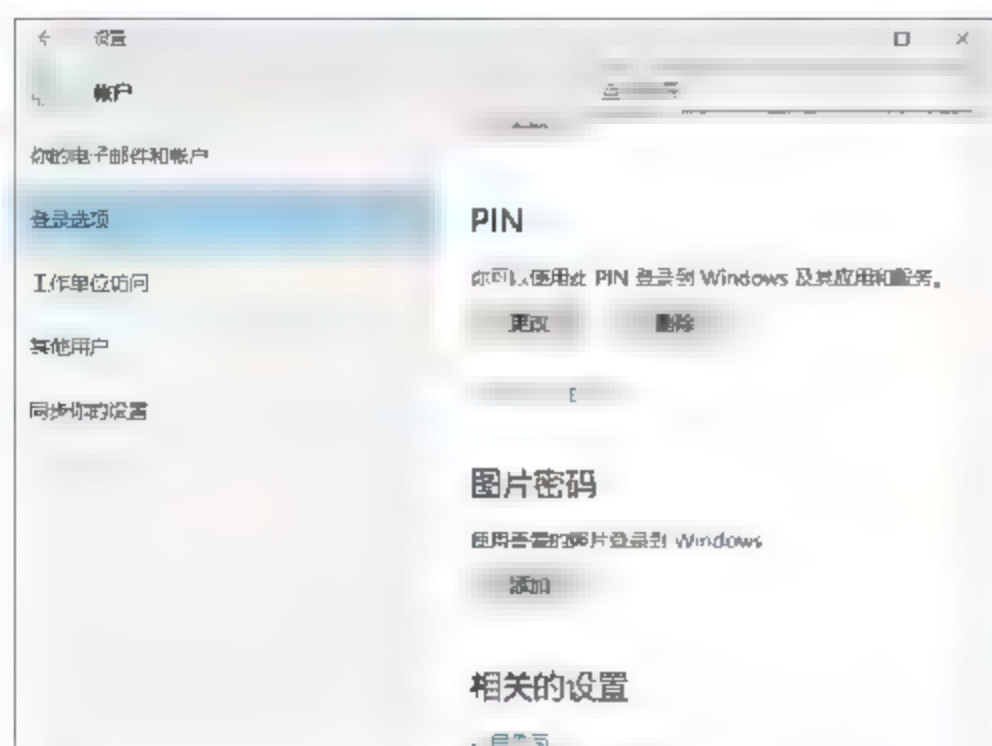 设置
帐户
你的电子邮件和帐户
登录选项
工作单位访问
其他用户
同步你的设置
PIN
你可以使用此 PIN 登录到 Windows 及其应用和服务。
更改 删除
图片密码
使用喜爱的照片登录到 Windows
添加
相关的设置